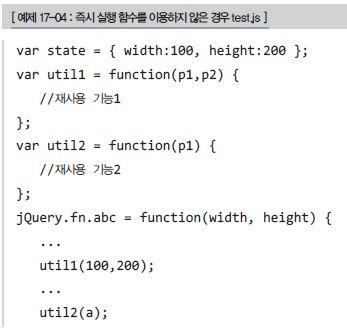 [ 예제 17-04 : 즉시 실행 함수를 이용하지 않은 경우 test.js ]
var state = { width:100, height:200 };
var util1 = function(p1,p2) {
//재사용 기능1
};
var util2 = function(p1) {
//재사용 기능2
};
jQuery.fn.abc = function(width, height) {
...
util1(100,200);
...
util2(a);